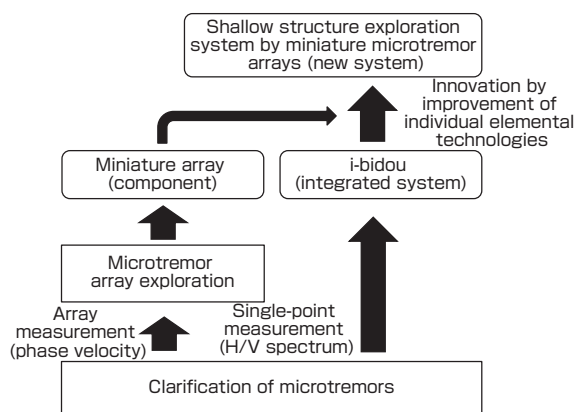 Shallow structure exploration
system by miniature microtremor
arrays (new system)
Innovation by
improvement of
individual elemental
technologies
Miniature array
(component)
i-bidou
(integrated system)
Microtremor
array exploration
Array
measurement
(phase velocity)
Single-point
measurement
(H/V spectrum)
Clarification of microtremors